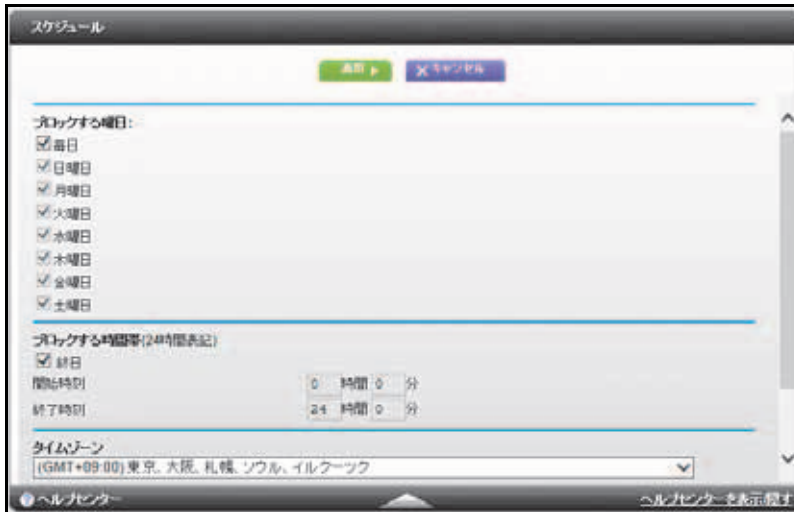 スケジュール
適用
キャンセル
ブロックする曜日:
毎日
日曜日
月曜日
火曜日
水曜日
木曜日
金曜日
土曜日
ブロックする時間帯(24時間表記)
終日
開始時刻 0 時間 0 分
終了時刻 24 時間 0 分
タイムゾーン
(GMT+09:00) 東京、大阪、札幌、ソウル、イルクーツク
ヘルプセンター ヘルプセンターを表示/隠す